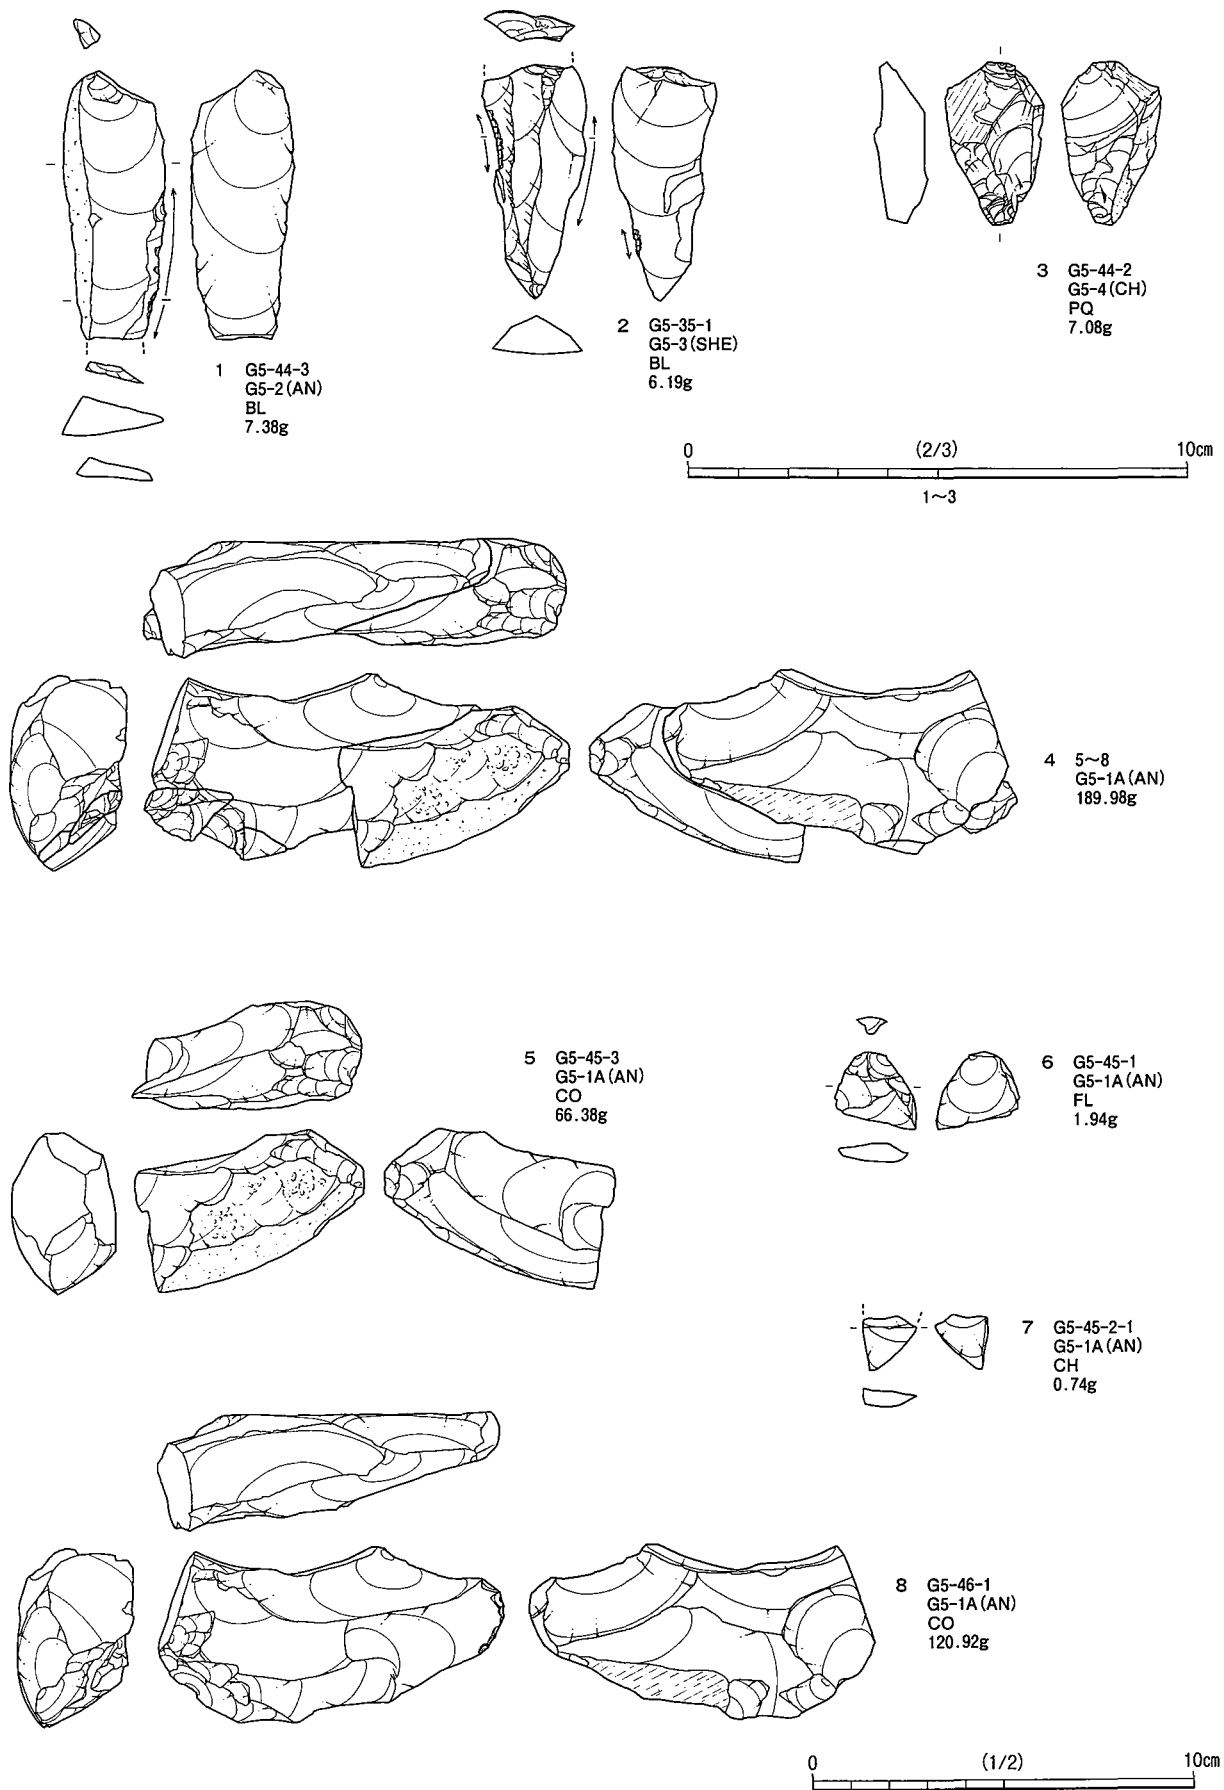 1 G5-44-3
G5-2(AN)
BL
7.38g
2 G5-35-1
G5-3(SHE)
BL
6.19g
3 G5-44-2
G5-4(CH)
PQ
7.08g
0 (2/3) 10cm
1～3
4 5～8
G5-1A(AN)
189.98g
5 G5-45-3
G5-1A(AN)
CO
66.38g
6 G5-45-1
G5-1A(AN)
FL
1.94g
7 G5-45-2-1
G5-1A(AN)
CH
0.74g
8 G5-46-1
G5-1A(AN)
CO
120.92g
0 (1/2) 10cm